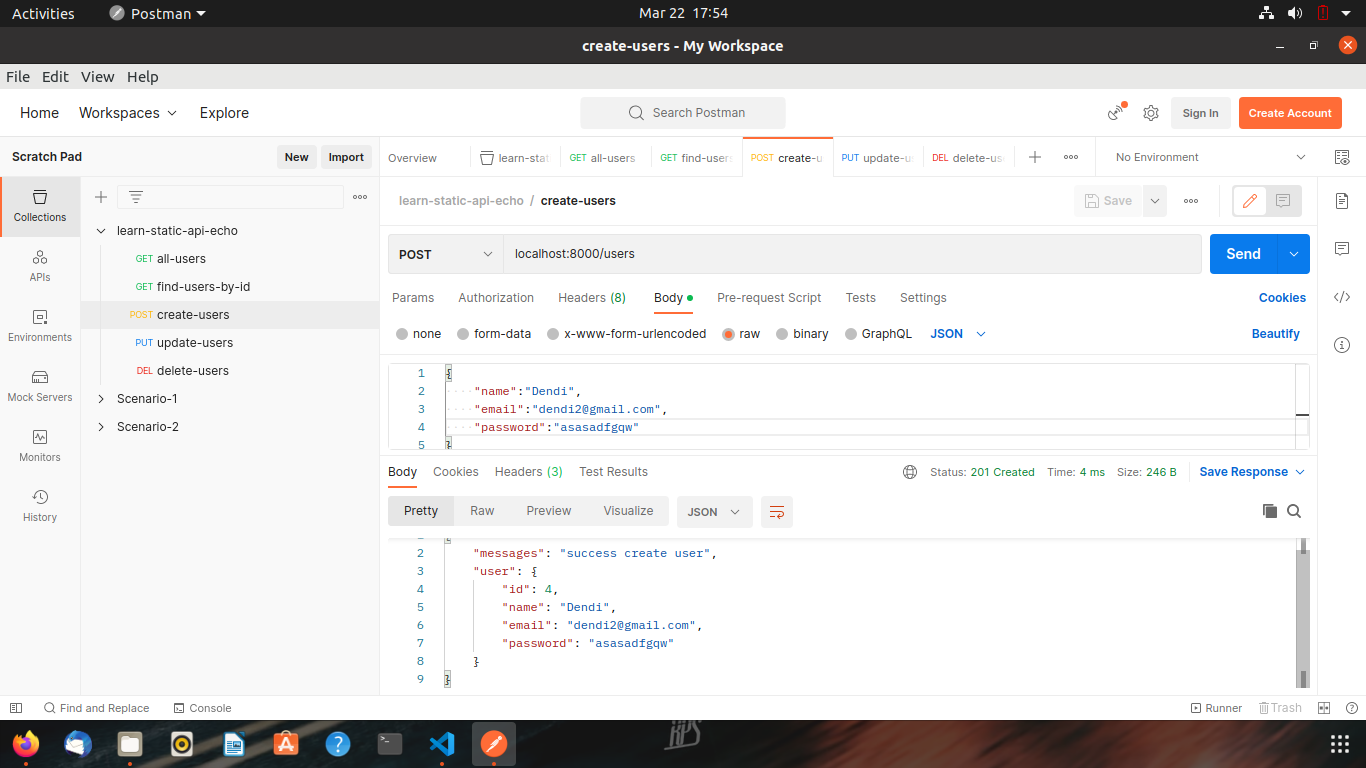 Activities
Postman
Mar 22 17:54
create-users - My Workspace
File Edit View Help
Home Workspaces Explore
Search Postman
Sign In
Create Account
Scratch Pad
New
Import
Overview
learn-stat
GET all-users
GET find-users
POST create-u
PUT update-u
DEL delete-us
No Environment
Collections
APIs
Environments
Mock Servers
Monitors
History
learn-static-api-echo
GET all-users
GET find-users-by-id
POST create-users
PUT update-users
DEL delete-users
Scenario-1
Scenario-2
learn-static-api-echo / create-users
Save
POST
localhost:8000/users
Send
Params Authorization Headers (8) Body Pre-request Script Tests Settings
Cookies
none form-data x-www-form-urlencoded raw binary GraphQL JSON
Beautify
1 {
2 "name":"Dendi",
3 "email":"dendi2@gmail.com",
4 "password":"asasadfgqw"
5 }
Body Cookies Headers (3) Test Results
Status: 201 Created Time: 4 ms Size: 246 B
Save Response
Pretty Raw Preview Visualize JSON
2 "messages": "success create user",
3 "user": {
4 "id": 4,
5 "name": "Dendi",
6 "email": "dendi2@gmail.com",
7 "password": "asasadfgqw"
8 }
9 }
Find and Replace
Console
Runner
Trash